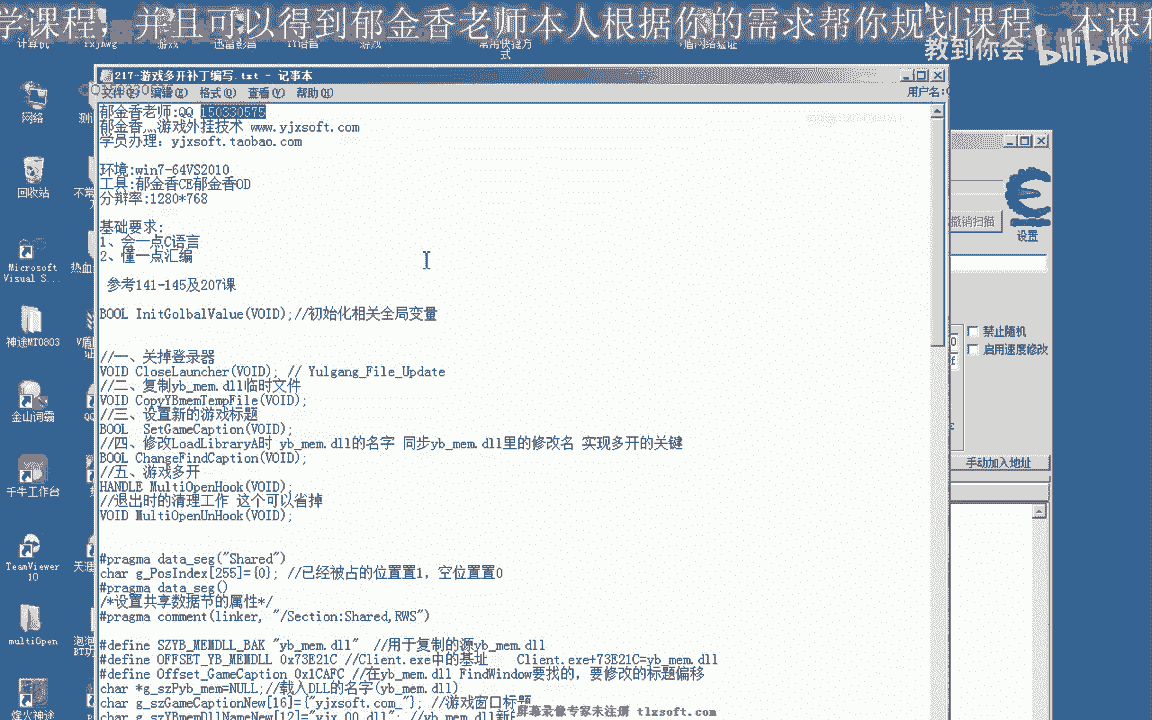 学课程，并且可以得到郁金香老师本人根据你的需求帮你规划课程。本课程
教到你会 bilibili
217-游戏多开补丁编写.txt - 记事本
文件(F) 编辑(E) 格式(O) 查看(V) 帮助(H)
用户名:
郁金香老师:QQ 150330575
郁金香灬游戏外挂技术 www.yjxsoft.com
学员办理：yjxsoft.taobao.com
环境:win7-64VS2010
工具:郁金香CE郁金香OD
分辩率:1280*768
基础要求:
1、会一点C语言
2、懂一点汇编
参考141-145及207课
BOOL InitGolbalValue(VOID);//初始化相关全局变量
//一、关掉登录器
VOID CloseLauncher(VOID); // Yulgang_File_Update
//二、复制yb_mem.dll临时文件
VOID CopyYBmemTempFile(VOID);
//三、设置新的游戏标题
BOOL  SetGameCaption(VOID);
//四、修改LoadLibraryA时 yb_mem.dll的名字 同步yb_mem.dll里的修改名 实现多开的关键
BOOL ChangeFindCaption(VOID);
//五、游戏多开
HANDLE MultiOpenHook(VOID);
//退出时的清理工作 这个可以省掉
VOID MultiOpenUnHook(VOID);
#pragma data_seg("Shared")
char g_PosIndex[255]={0}; //已经被占的位置置1，空位置置0
#pragma data_seg()
/*设置共享数据节的属性*/
#pragma comment(linker, "/Section:Shared,RWS")
#define SZYB_MEMDLL_BAK "yb_mem.dll"  //用于复制的源yb_mem.dll
#define OFFSET_YB_MEMDLL 0x73E21C //Client.exe中的基址    Client.exe+73E21C=yb_mem.dll
#define Offset_GameCaption 0x1CAFC //在yb_mem.dll FindWindow要找的，要修改的标题偏移
char *g_szPyb_mem=NULL;//载入DLL的名字(yb_mem.dll)
char g_szGameCaptionNew[16]={"yjxsoft.com_"}; //游戏窗口标题
char g_szYBmemDllNameNew[12]="yjx_00.dll"; //yb_mem.dll新
屏幕录像专家未注册 tlxsoft.com
网络
回收站
Microsoft Visual S...
神途MT0803
金山词霸
千牛工作台
TeamViewer 10
multiOpen
烽火神途
撤销扫描
设置
禁止随机
启用速度修改
手动加入地址